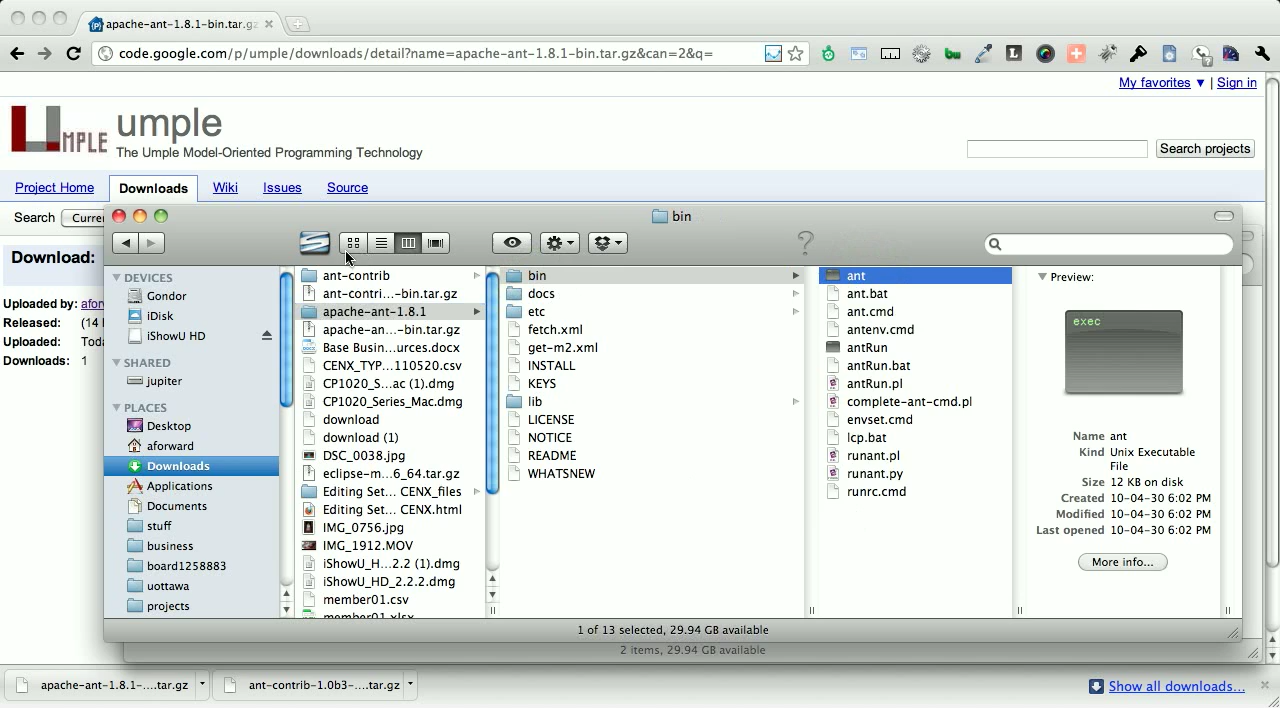 apache-ant-1.8.1-bin.tar.gz
code.google.com/p/umple/downloads/detail?name=apache-ant-1.8.1-bin.tar.gz&can=2&q=
My favorites ▼ | Sign in
UMPLE
umple
The Umple Model-Oriented Programming Technology
Search projects
Project Home Downloads Wiki Issues Source
Search Curre
bin
Download:
Uploaded by: aforw
Released: (14
Uploaded: Toda
Downloads: 1
DEVICES
Gondor
iDisk
iShowU HD
SHARED
jupiter
PLACES
Desktop
aforward
Downloads
Applications
Documents
stuff
business
board1258883
uottawa
projects
ant-contrib
ant-contri...-bin.tar.gz
apache-ant-1.8.1
apache-an...-bin.tar.gz
Base Busin...urces.docx
CENX_TYP...110520.csv
CP1020_S...ac (1).dmg
CP1020_Series_Mac.dmg
download
download (1)
DSC_0038.jpg
eclipse-m...6_64.tar.gz
Editing Set... CENX_files
Editing Set... CENX.html
IMG_0756.jpg
IMG_1912.MOV
iShowU_H...2.2 (1).dmg
iShowU_HD_2.2.2.dmg
member01.csv
member01.xlsx
bin
docs
etc
fetch.xml
get-m2.xml
INSTALL
KEYS
lib
LICENSE
NOTICE
README
WHATSNEW
ant
ant.bat
ant.cmd
antenv.cmd
antRun
antRun.bat
antRun.pl
complete-ant-cmd.pl
envset.cmd
lcp.bat
runant.pl
runant.py
runrc.cmd
Preview:
exec
Name ant
Kind Unix Executable
File
Size 12 KB on disk
Created 10-04-30 6:02 PM
Modified 10-04-30 6:02 PM
Last opened 10-04-30 6:02 PM
More info...
1 of 13 selected, 29.94 GB available
2 items, 29.94 GB available
apache-ant-1.8.1-....tar.gz
ant-contrib-1.0b3-....tar.gz
Show all downloads...